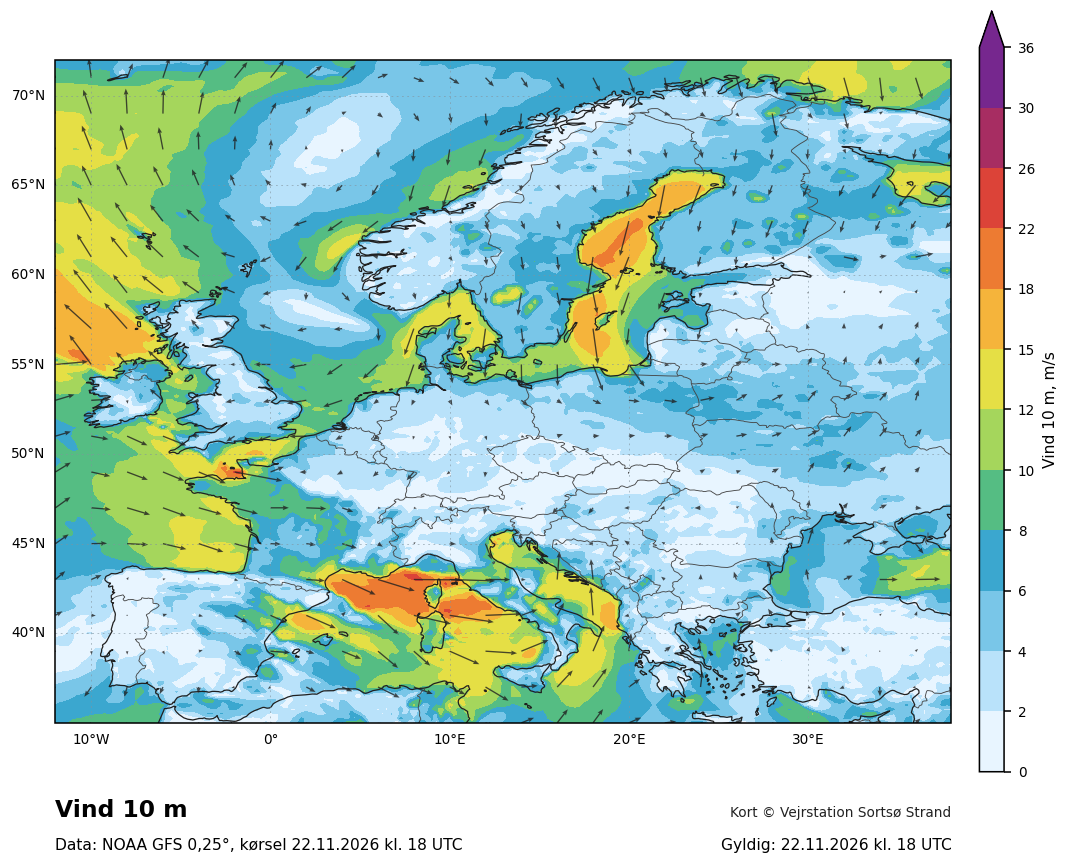 70°N
65°N
60°N
55°N
50°N
45°N
40°N
10°W
0°
10°E
20°E
30°E
36
30
26
22
18
15
12
10
8
6
4
2
0
Vind 10 m, m/s
Vind 10 m
Kort © Vejrstation Sortsø Strand
Data: NOAA GFS 0,25°, kørsel 22.11.2026 kl. 18 UTC
Gyldig: 22.11.2026 kl. 18 UTC